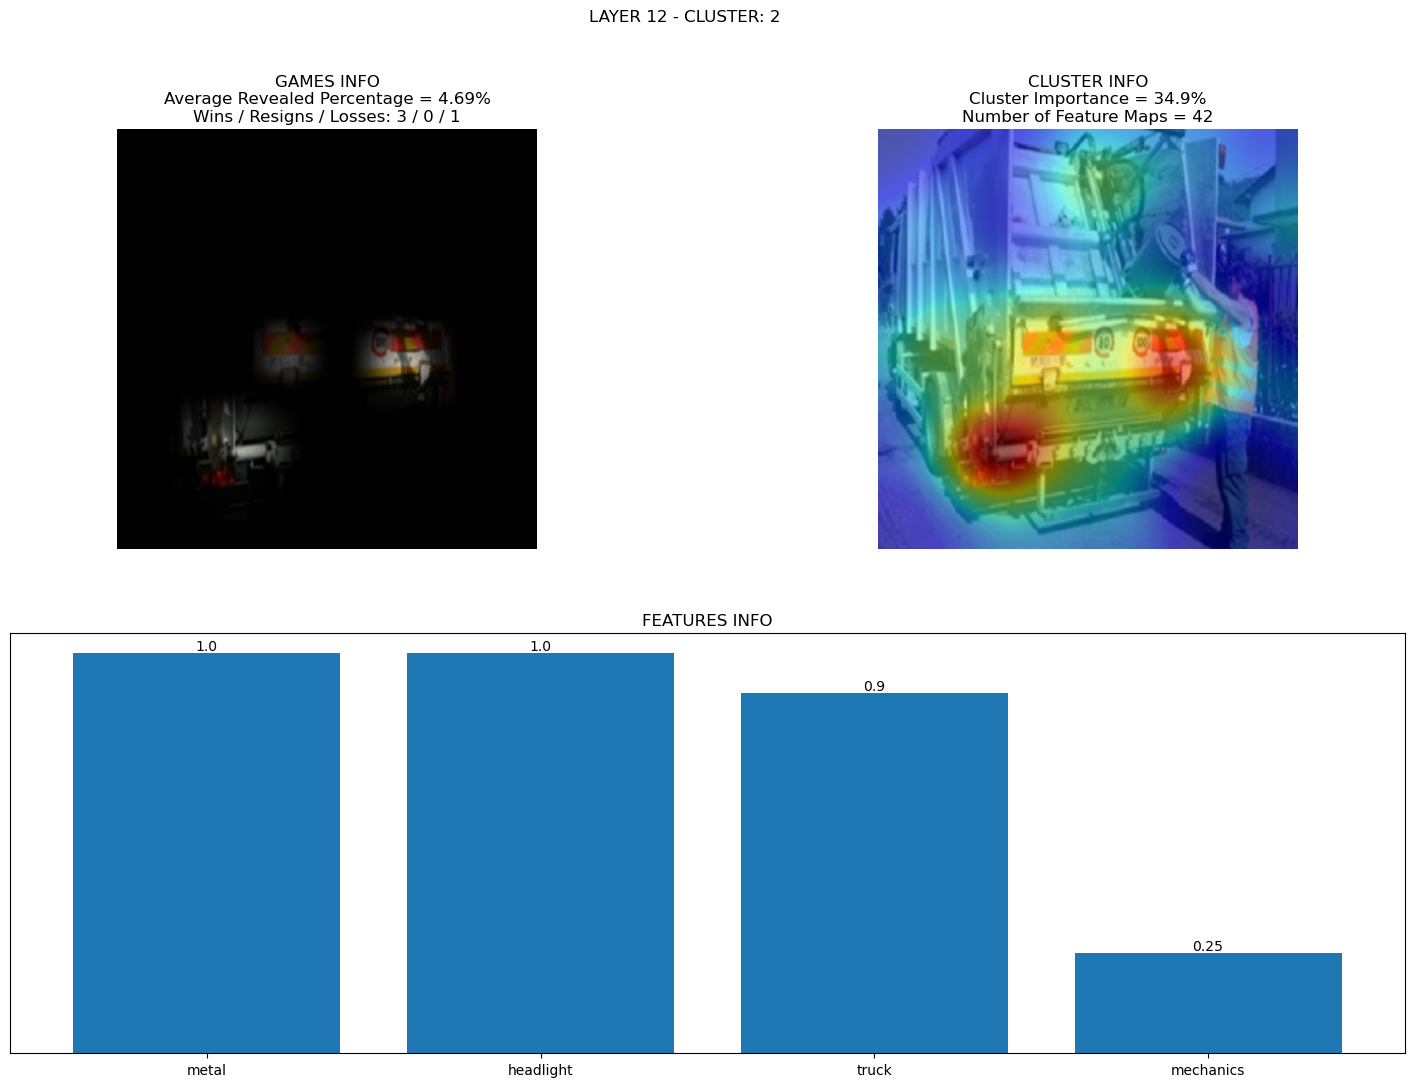 LAYER 12 - CLUSTER: 2
GAMES INFO
Average Revealed Percentage = 4.69%
Wins / Resigns / Losses: 3 / 0 / 1
CLUSTER INFO
Cluster Importance = 34.9%
Number of Feature Maps = 42
80
100
FEATURES INFO
1.0
1.0
0.9
0.25
metal
headlight
truck
mechanics